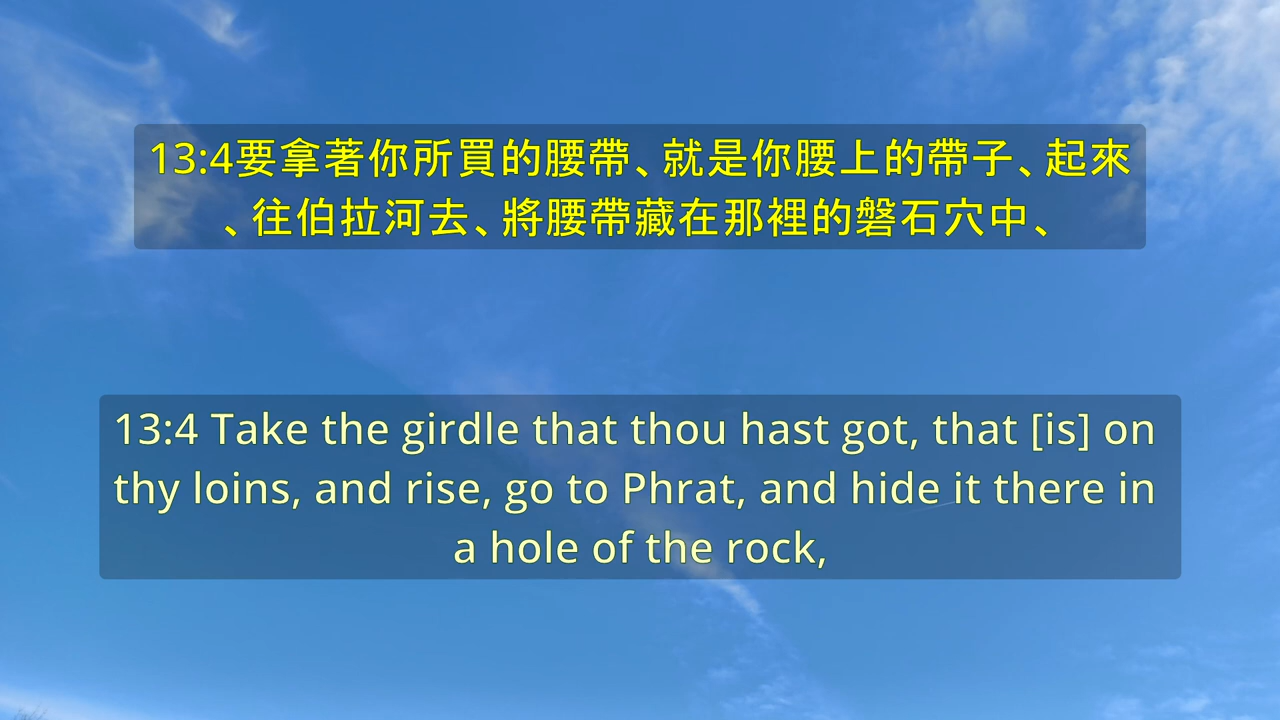 13:4要拿著你所買的腰帶、就是你腰上的帶子、起來
、往伯拉河去、將腰帶藏在那裡的磐石穴中、
13:4 Take the girdle that thou hast got, that [is] on
thy loins, and rise, go to Phrat, and hide it there in
a hole of the rock,